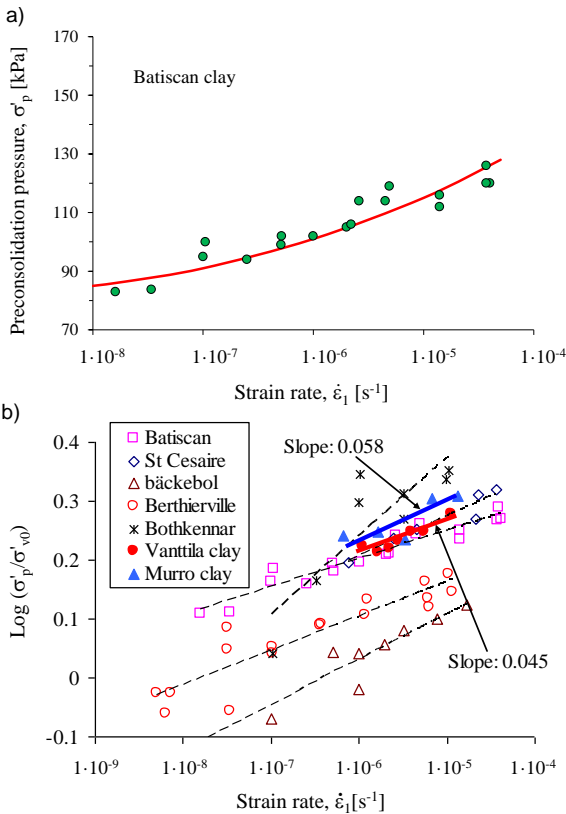 a)
170
150
130
110
90
70
Preconsolidation pressure, σ'p [kPa]
Batiscan clay
1·10-8
1·10-7
1·10-6
1·10-5
1·10-4
Strain rate, ε̇1 [s-1]
b)
0.4
0.3
0.2
0.1
0
-0.1
Log (σ'p/σ'v0)
Batiscan
St Cesaire
bäckebol
Berthierville
Bothkennar
Vanttila clay
Murro clay
Slope: 0.058
Slope: 0.045
1·10-9
1·10-8
1·10-7
1·10-6
1·10-5
1·10-4
Strain rate, ε̇1[s-1]